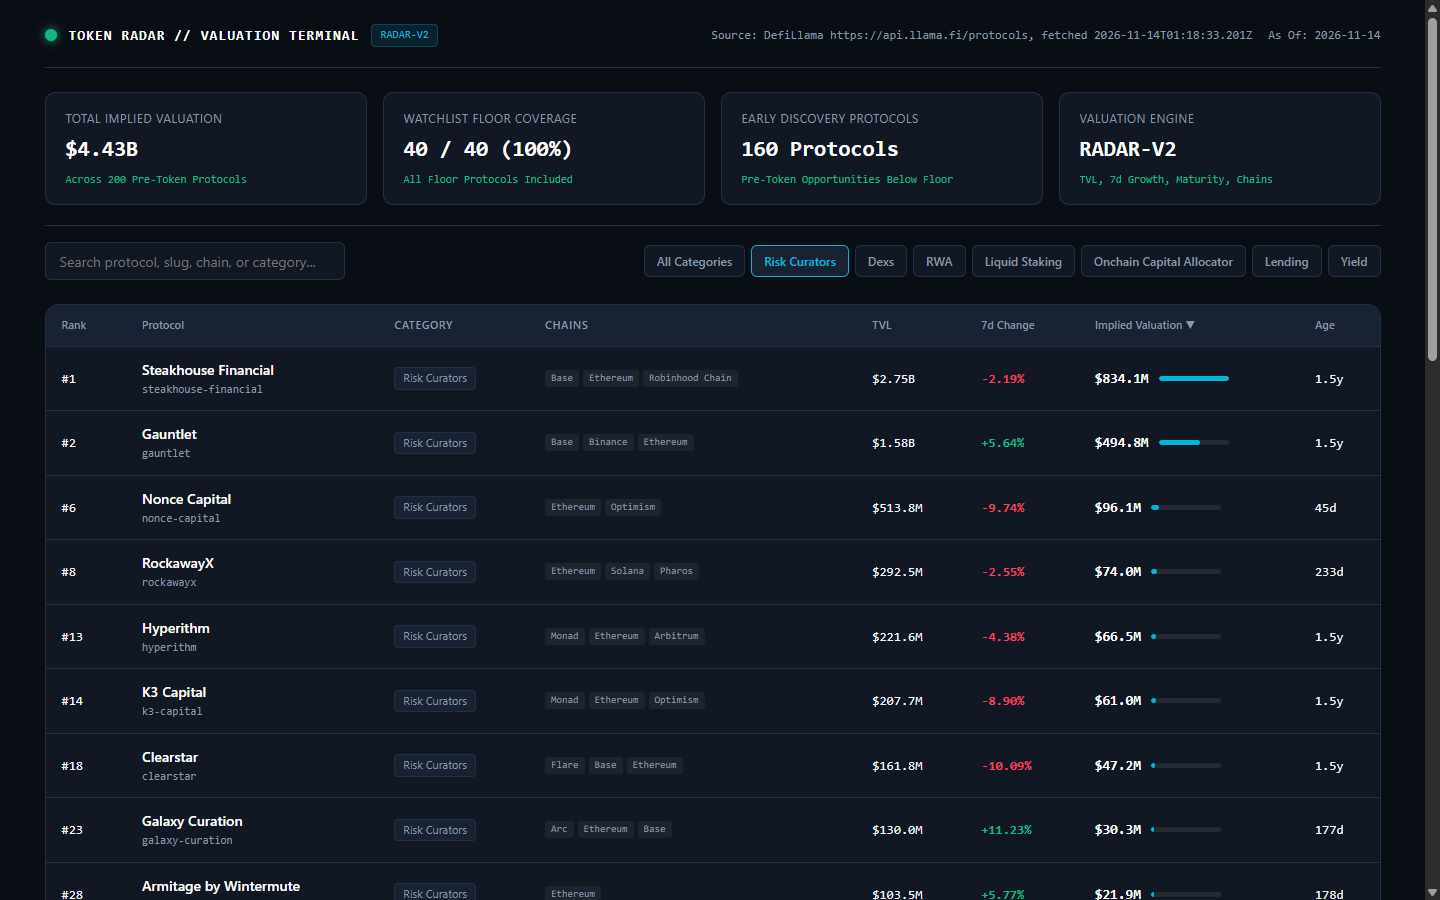 TOKEN RADAR // VALUATION TERMINAL RADAR-V2 Source: DefiLlama https://api.llama.fi/protocols, fetched 2026-11-14T01:18:33.201Z As Of: 2026-11-14
TOTAL IMPLIED VALUATION
$4.43B
Across 200 Pre-Token Protocols
WATCHLIST FLOOR COVERAGE
40 / 40 (100%)
All Floor Protocols Included
EARLY DISCOVERY PROTOCOLS
160 Protocols
Pre-Token Opportunities Below Floor
VALUATION ENGINE
RADAR-V2
TVL, 7d Growth, Maturity, Chains
Search protocol, slug, chain, or category... All Categories Risk Curators Dexs RWA Liquid Staking Onchain Capital Allocator Lending Yield
Rank Protocol CATEGORY CHAINS TVL 7d Change Implied Valuation ▼ Age
#1 Steakhouse Financial Risk Curators Base Ethereum Robinhood Chain $2.75B -2.19% $834.1M 1.5y
steakhouse-financial
#2 Gauntlet Risk Curators Base Binance Ethereum $1.58B +5.64% $494.8M 1.5y
gauntlet
#6 Nonce Capital Risk Curators Ethereum Optimism $513.8M -9.74% $96.1M 45d
nonce-capital
#8 RockawayX Risk Curators Ethereum Solana Pharos $292.5M -2.55% $74.0M 233d
rockawayx
#13 Hyperithm Risk Curators Monad Ethereum Arbitrum $221.6M -4.38% $66.5M 1.5y
hyperithm
#14 K3 Capital Risk Curators Monad Ethereum Optimism $207.7M -8.90% $61.0M 1.5y
k3-capital
#18 Clearstar Risk Curators Flare Base Ethereum $161.8M -10.09% $47.2M 1.5y
clearstar
#23 Galaxy Curation Risk Curators Arc Ethereum Base $130.0M +11.23% $30.3M 177d
galaxy-curation
#28 Armitage by Wintermute Risk Curators Ethereum $103.5M +5.77% $21.9M 178d